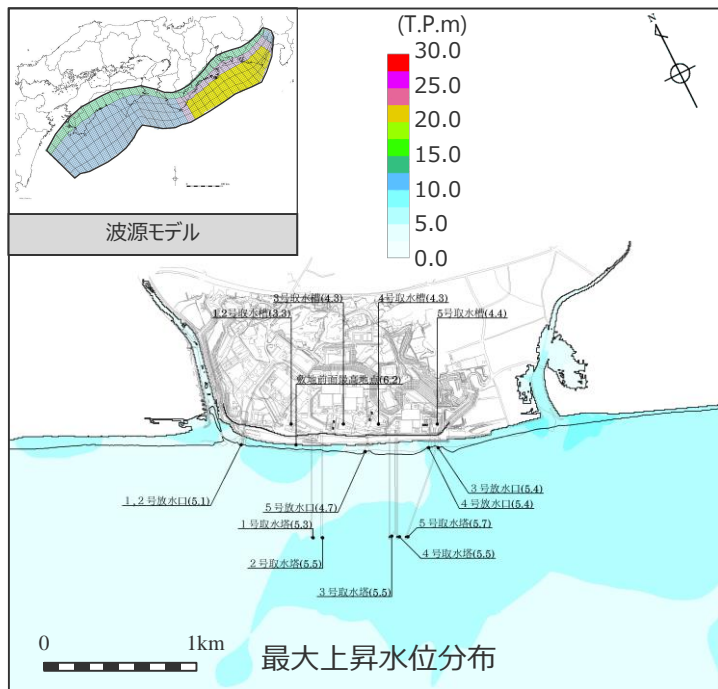 波源モデル
(T.P.m)
30.0
25.0
20.0
15.0
10.0
5.0
0.0
N
3号取水槽(4.3)
4号取水槽(4.3)
1,2号取水槽(3.3)
5号取水槽(4.4)
敷地前面最高地点(6.2)
1,2号放水口(5.1)
5号放水口(4.7)
3号放水口(5.4)
4号放水口(5.4)
1号取水塔(5.3)
5号取水塔(5.7)
2号取水塔(5.5)
4号取水塔(5.5)
3号取水塔(5.5)
0 1km
最大上昇水位分布